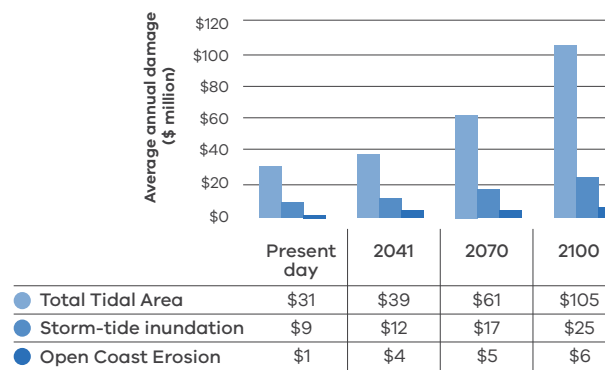 $120
$100
$80
$60
$40
$20
$0
Average annual damage
($ million)
Present day 2041 2070 2100
Total Tidal Area $31 $39 $61 $105
Storm-tide inundation $9 $12 $17 $25
Open Coast Erosion $1 $4 $5 $6